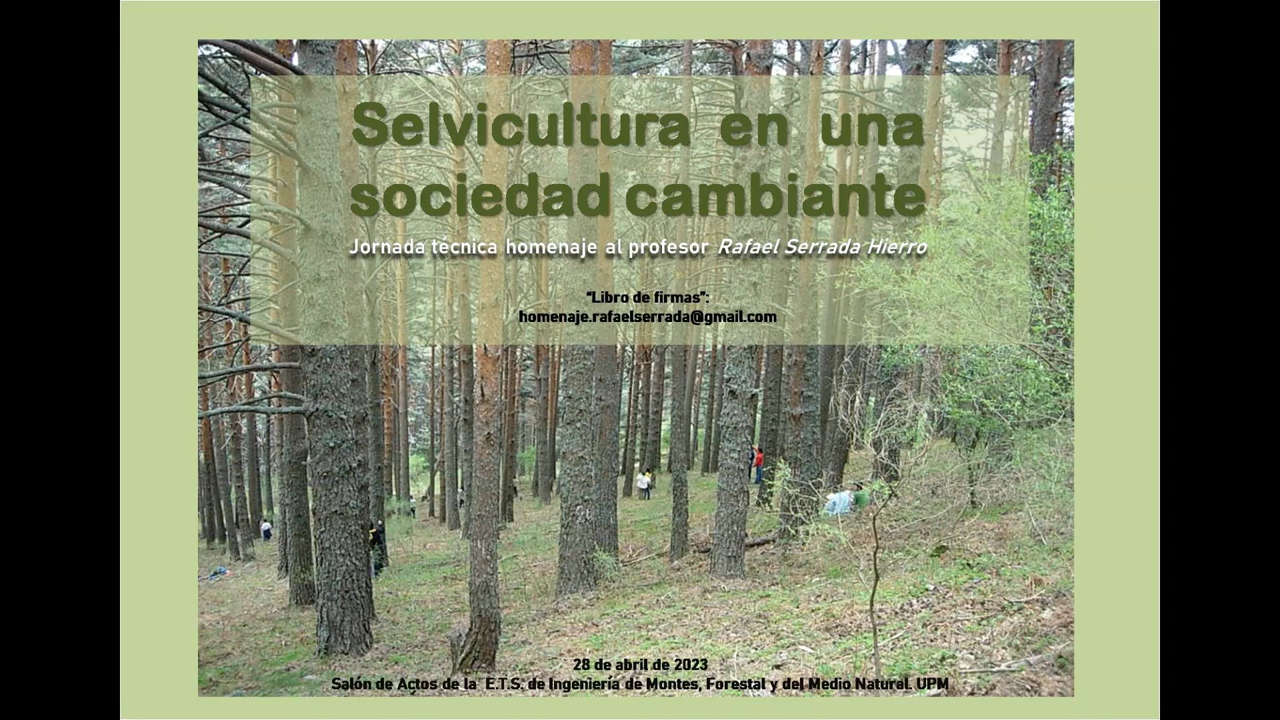 Selvicultura en una
sociedad cambiante
Jornada técnica homenaje al profesor Rafael Serrada Hierro
"Libro de firmas":
homenaje.rafaelserrada@gmail.com
28 de abril de 2023
Salón de Actos de la E.T.S. de Ingeniería de Montes, Forestal y del Medio Natural. UPM